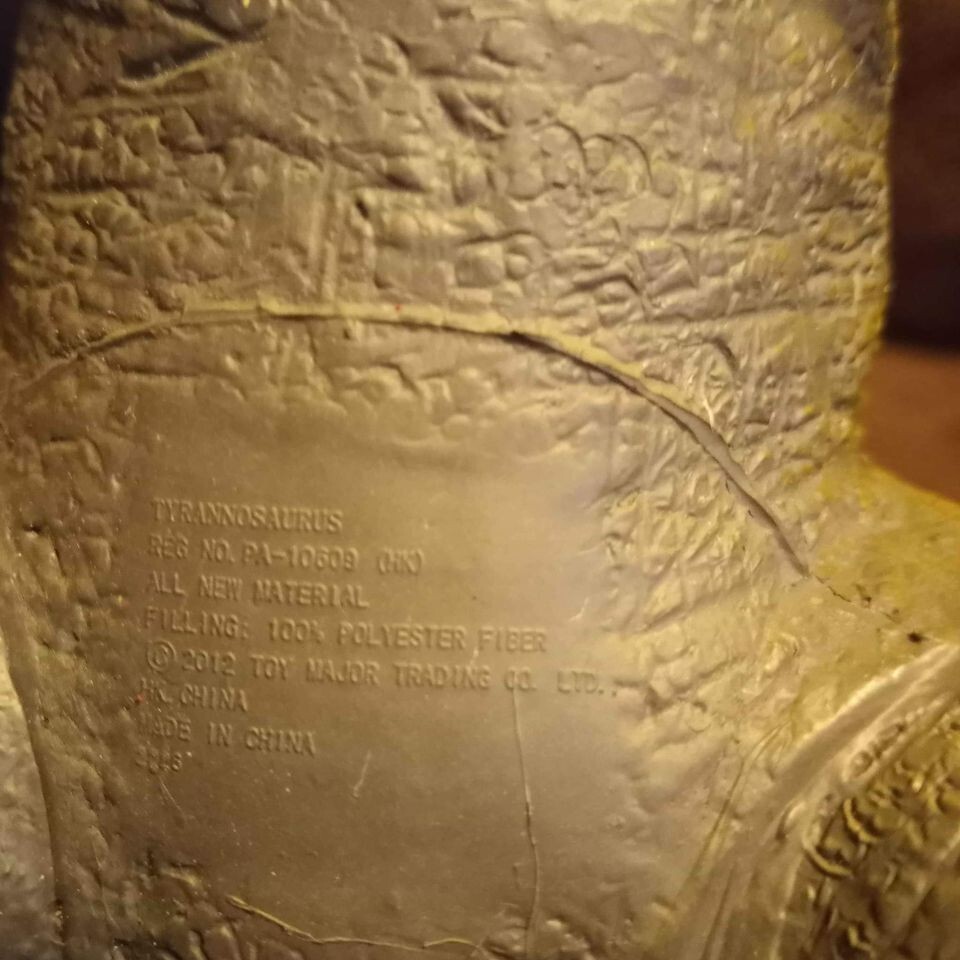 TYRANNOSAURUS
REG NO. PA-10609 (HK)
ALL NEW MATERIAL
FILLING: 100% POLYESTER FIBER
© 2012 TOY MAJOR TRADING CO. LTD.,
HK, CHINA
MADE IN CHINA